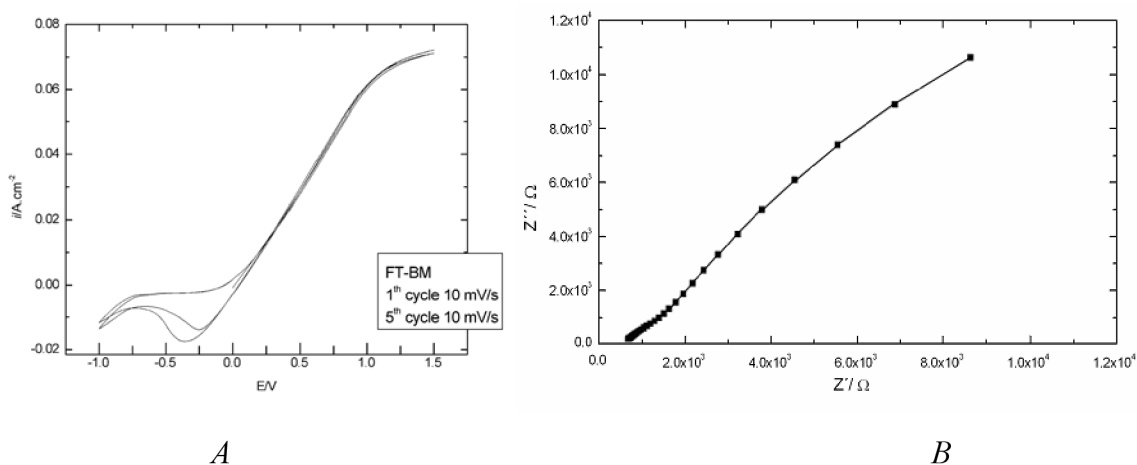 0.08
0.06
0.04
0.02
0.00
-0.02
i/A.cm-2
-1.0 -0.5 0.0 0.5 1.0 1.5
E/V
FT-BM
1th cycle 10 mV/s
5th cycle 10 mV/s
A
1.2x10⁴
1.0x10⁴
8.0x10³
6.0x10³
4.0x10³
2.0x10³
0.0
Z´´/ Ω
0.0 2.0x10³ 4.0x10³ 6.0x10³ 8.0x10³ 1.0x10⁴ 1.2x10⁴
Z´/ Ω
B